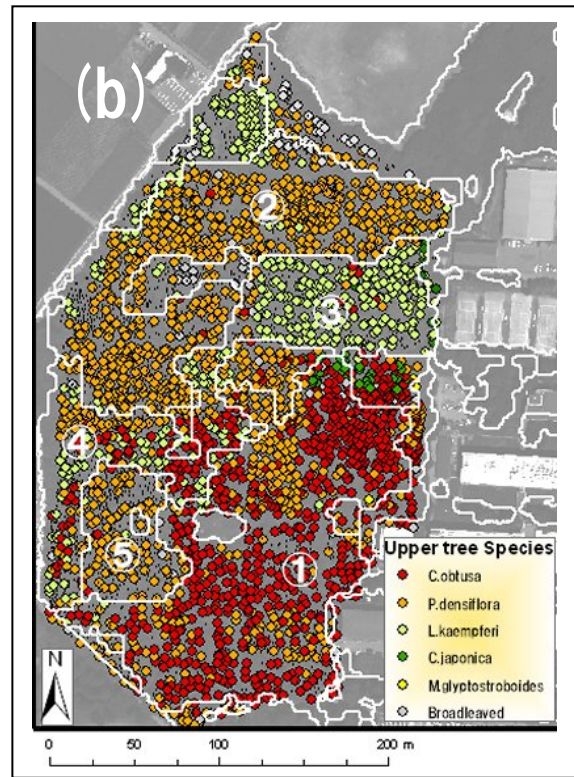 (b)
2
3
4
5
1
Upper tree Species
C.obtusa
P.densiflora
L.kaempferi
C.japonica
M.glyptostroboides
Broadleaved
N
0 50 100 200 m